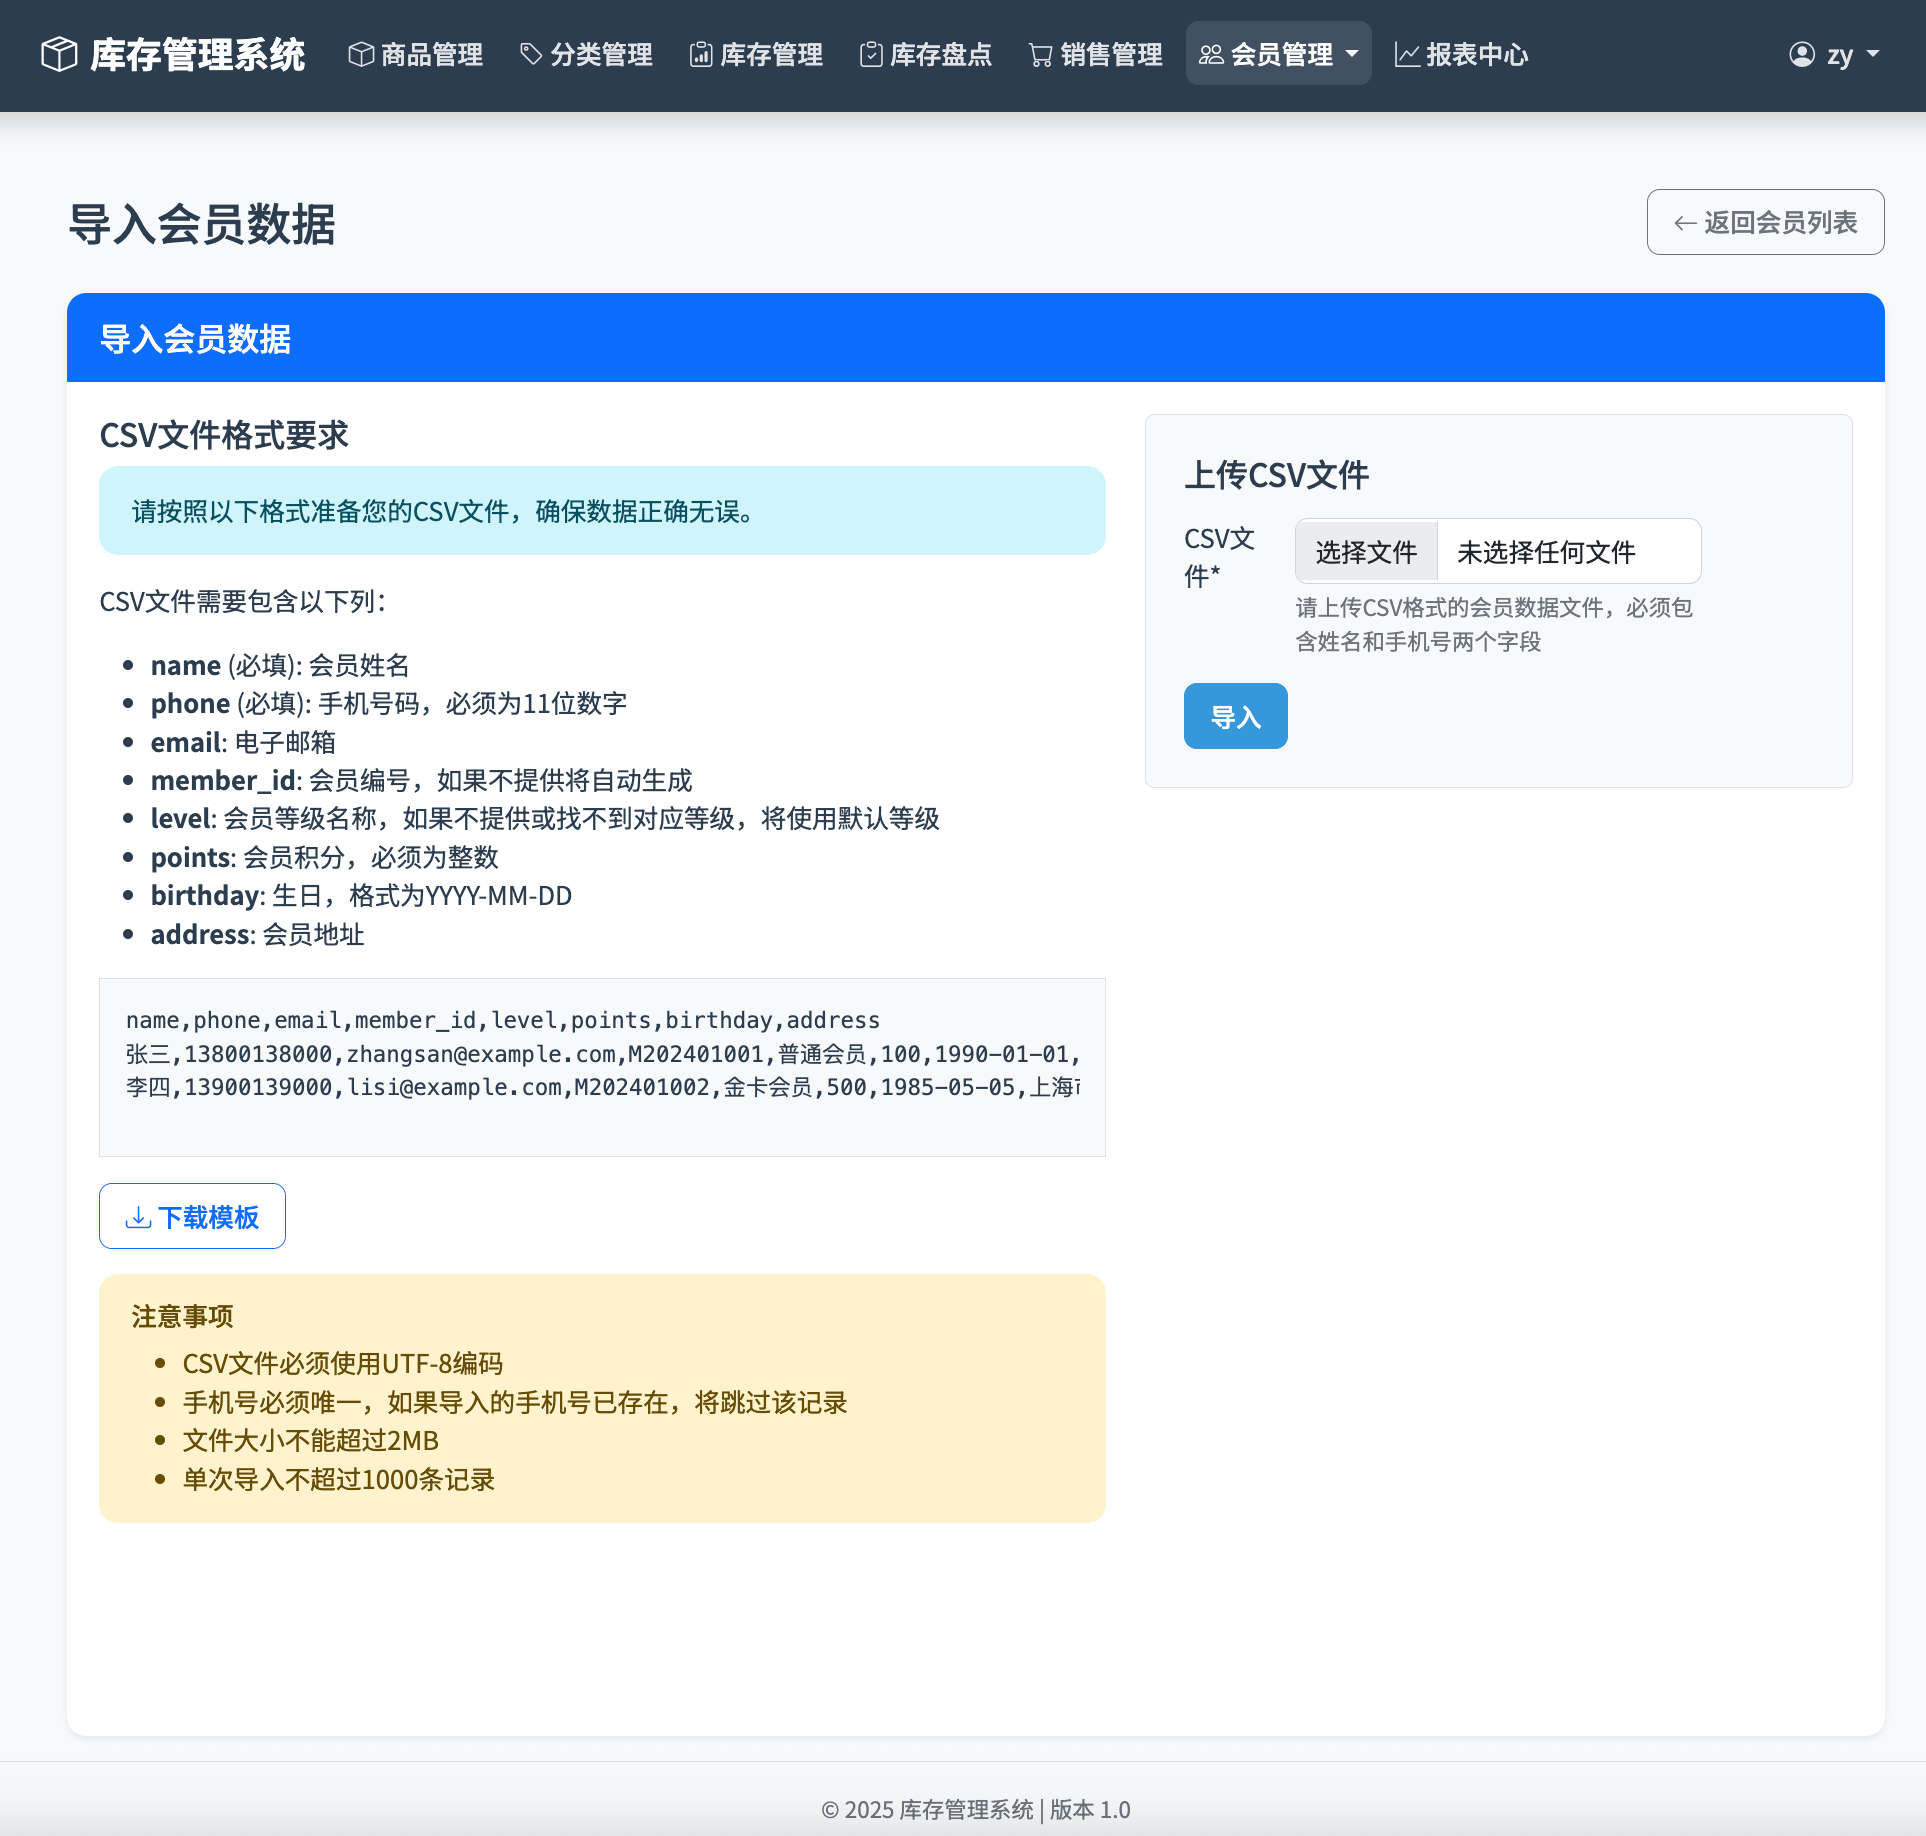 库存管理系统 商品管理 分类管理 库存管理 库存盘点 销售管理 会员管理 报表中心 zy
导入会员数据
返回会员列表
导入会员数据
CSV文件格式要求
请按照以下格式准备您的CSV文件，确保数据正确无误。
CSV文件需要包含以下列：
name (必填): 会员姓名
phone (必填): 手机号码，必须为11位数字
email: 电子邮箱
member_id: 会员编号，如果不提供将自动生成
level: 会员等级名称，如果不提供或找不到对应等级，将使用默认等级
points: 会员积分，必须为整数
birthday: 生日，格式为YYYY-MM-DD
address: 会员地址
name,phone,email,member_id,level,points,birthday,address
张三,13800138000,zhangsan@example.com,M202401001,普通会员,100,1990-01-01,
李四,13900139000,lisi@example.com,M202401002,金卡会员,500,1985-05-05,上海
下载模板
注意事项
CSV文件必须使用UTF-8编码
手机号必须唯一，如果导入的手机号已存在，将跳过该记录
文件大小不能超过2MB
单次导入不超过1000条记录
上传CSV文件
CSV文
件*
选择文件 未选择任何文件
请上传CSV格式的会员数据文件，必须包
含姓名和手机号两个字段
导入
© 2025 库存管理系统 | 版本 1.0